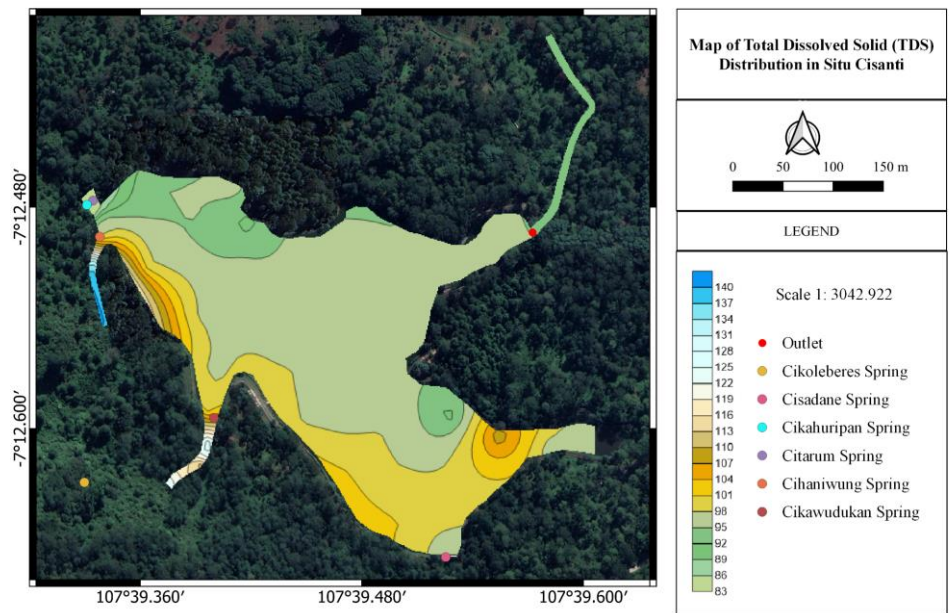 Map of Total Dissolved Solid (TDS)
Distribution in Situ Cisanti
0 50 100 150 m
LEGEND
Scale 1: 3042.922
140
137
134
131
128
125
122
119
116
113
110
107
104
101
98
95
92
89
86
83
Outlet
Cikoleberes Spring
Cisadane Spring
Cikahuripan Spring
Citarum Spring
Cihaniwung Spring
Cikawudukan Spring
-7°12.480′
-7°12.600′
107°39.360′ 107°39.480′ 107°39.600′